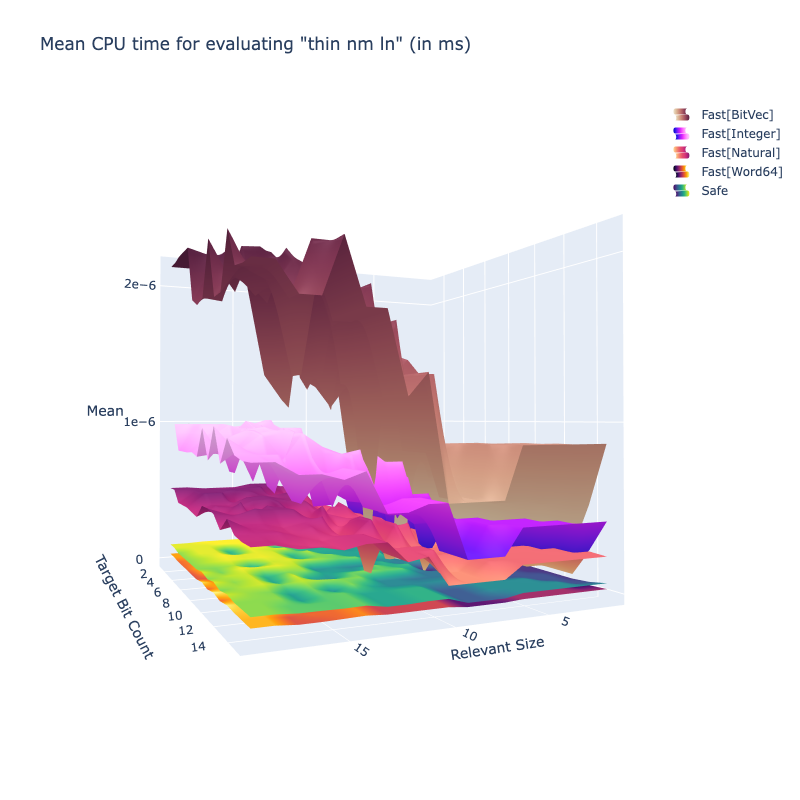 Mean CPU time for evaluating "thin nm ln" (in ms)
Fast[BitVec]
Fast[Integer]
Fast[Natural]
Fast[Word64]
Safe
2e−6
1e−6
0
Mean
2
4
6
8
10
12
14
Target Bit Count
15
10
5
Relevant Size